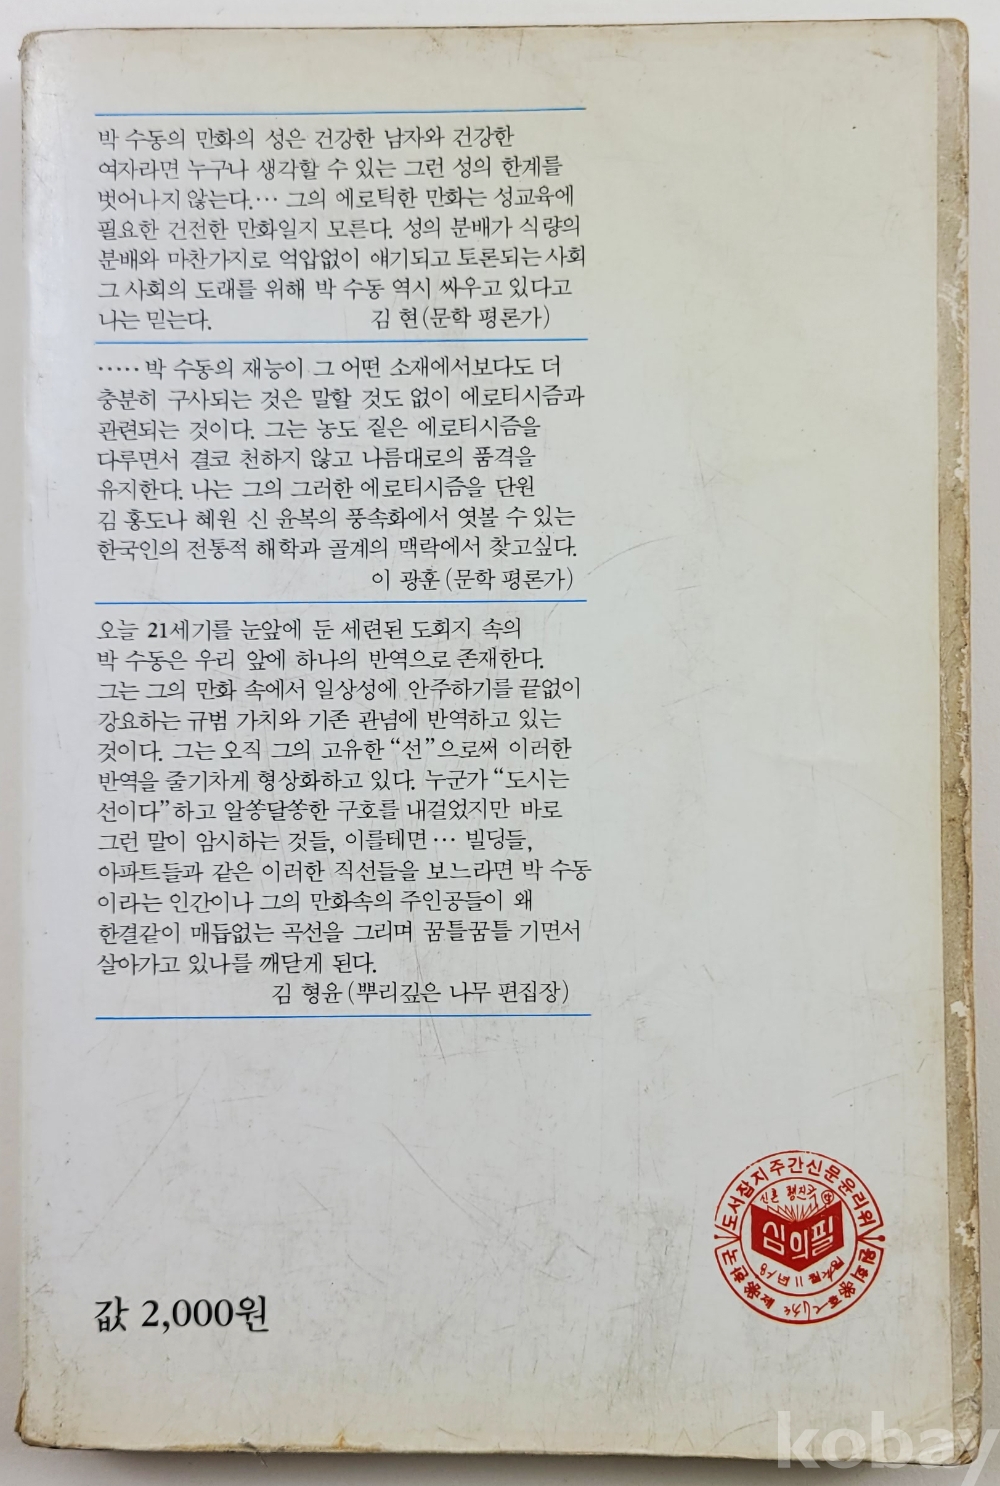 박 수동의 만화의 성은 건강한 남자와 건강한
여자라면 누구나 생각할 수 있는 그런 성의 한계를
벗어나지 않는다.… 그의 에로틱한 만화는 성교육에
필요한 건전한 만화일지 모른다. 성의 분배가 식량의
분배와 마찬가지로 억압없이 얘기되고 토론되는 사회
그 사회의 도래를 위해 박 수동 역시 싸우고 있다고
나는 믿는다. 김 현(문학 평론가)
…‥박 수동의 재능이 그 어떤 소재에서보다도 더
충분히 구사되는 것은 말할 것도 없이 에로티시즘과
관련되는 것이다. 그는 농도 짙은 에로티시즘을
다루면서 결코 천하지 않고 나름대로의 품격을
유지한다. 나는 그의 그러한 에로티시즘을 단원
김 홍도나 혜원 신 윤복의 풍속화에서 엿볼 수 있는
한국인의 전통적 해학과 골계의 맥락에서 찾고싶다.
이 광훈(문학 평론가)
오늘 21세기를 눈앞에 둔 세련된 도회지 속의
박 수동은 우리 앞에 하나의 반역으로 존재한다.
그는 그의 만화 속에서 일상성에 안주하기를 끝없이
강요하는 규범 가치와 기존 관념에 반역하고 있는
것이다. 그는 오직 그의 고유한 “선”으로써 이러한
반역을 줄기차게 형상화하고 있다. 누군가 “도시는
선이다”하고 알쏭달쏭한 구호를 내걸었지만 바로
그런 말이 암시하는 것들, 이를테면… 빌딩들,
아파트들과 같은 이러한 직선들을 보느라면 박 수동
이라는 인간이나 그의 만화속의 주인공들이 왜
한결같이 매듭없는 곡선을 그리며 꿈틀꿈틀 기면서
살아가고 있나를 깨닫게 된다.
김 형윤(뿌리깊은 나무 편집장)
한국도서잡지주간신문윤리위원회
심의필
값 2,000원
kobay